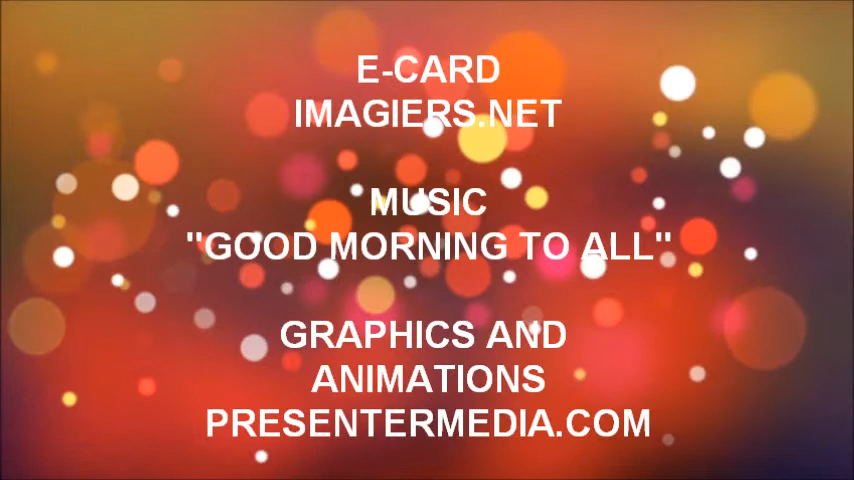 E-CARD
IMAGIERS.NET
MUSIC
"GOOD MORNING TO ALL"
GRAPHICS AND
ANIMATIONS
PRESENTERMEDIA.COM